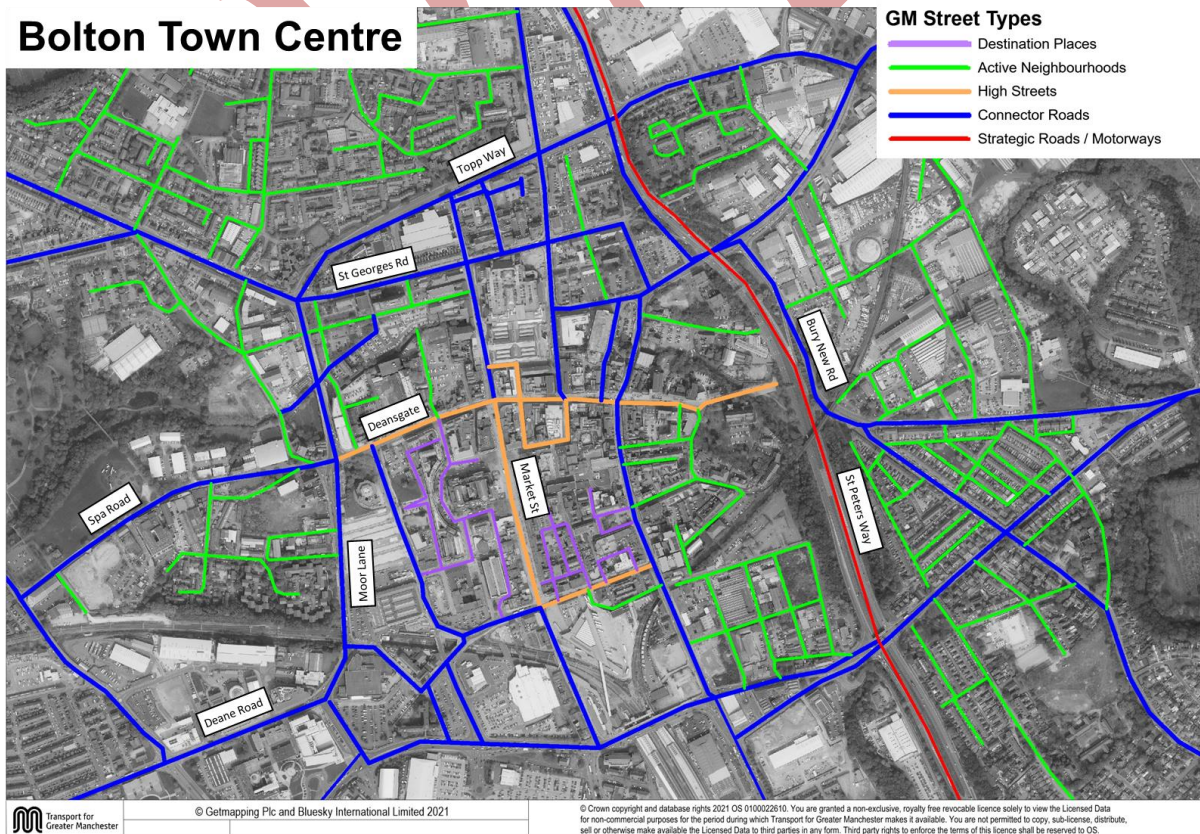 Bolton Town Centre
GM Street Types
Destination Places
Active Neighbourhoods
High Streets
Connector Roads
Strategic Roads / Motorways
Topp Way
St Georges Rd
Bury New Rd
Deansgate
Market St
Spa Road
St Peters Way
Moor Lane
Deane Road
Transport for
Greater Manchester
© Getmapping Plc and Bluesky International Limited 2021
© Crown copyright and database rights 2021 OS 0100022610. You are granted a non-exclusive, royalty free revocable licence solely to view the Licensed Data
for non-commercial purposes for the period during which Transport for Greater Manchester makes it available. You are not permitted to copy, sub-license, distribute,
sell or otherwise make available the Licensed Data to third parties in any form. Third party rights to enforce the terms of this licence shall be reserved to OS.